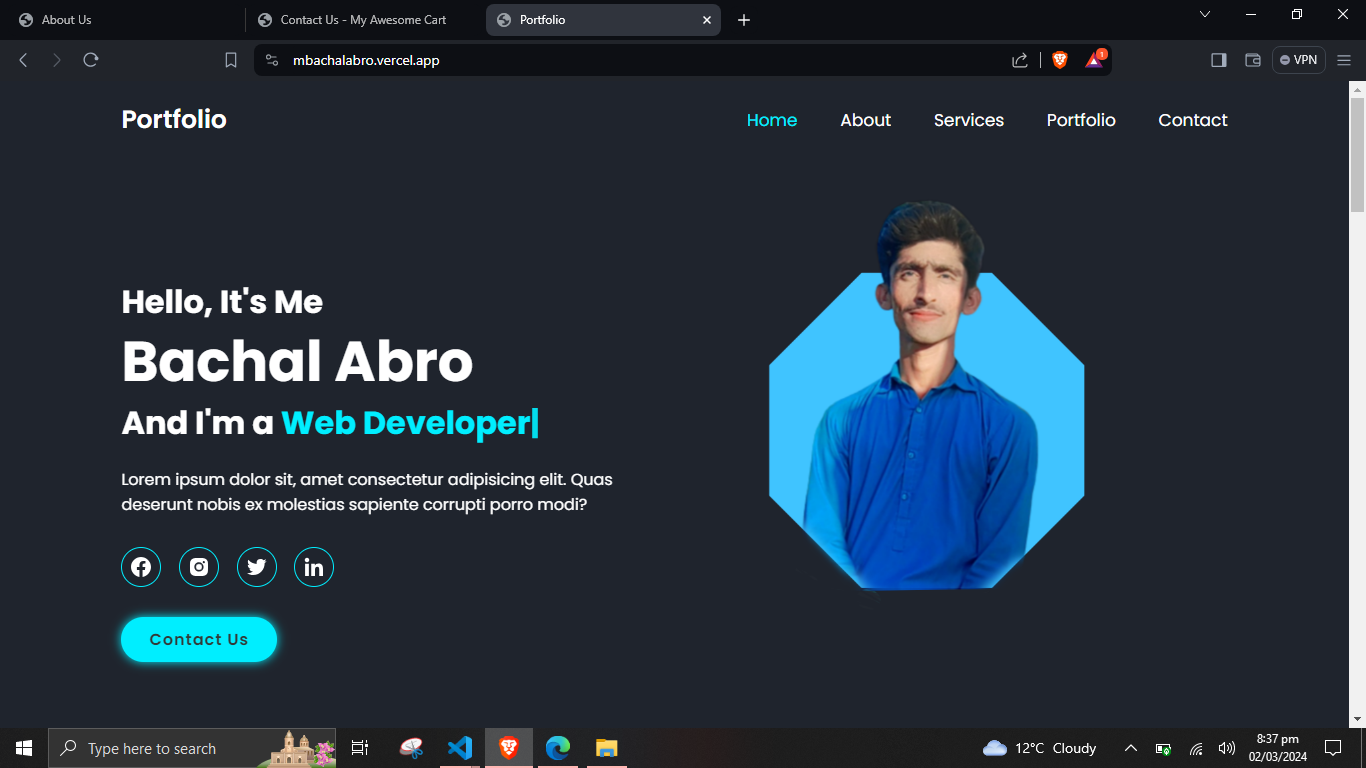 About Us
Contact Us - My Awesome Cart
Portfolio
mbachalabro.vercel.app
1
VPN
Portfolio
Home
About
Services
Portfolio
Contact
Hello, It's Me
Bachal Abro
And I'm a Web Developer|
Lorem ipsum dolor sit, amet consectetur adipisicing elit. Quas
deserunt nobis ex molestias sapiente corrupti porro modi?
Contact Us
Type here to search
12°C Cloudy
8:37 pm
02/03/2024